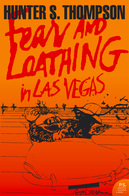 HUNTER S. THOMPSON
Fear AND
LOATHING
in LAS VEGAS